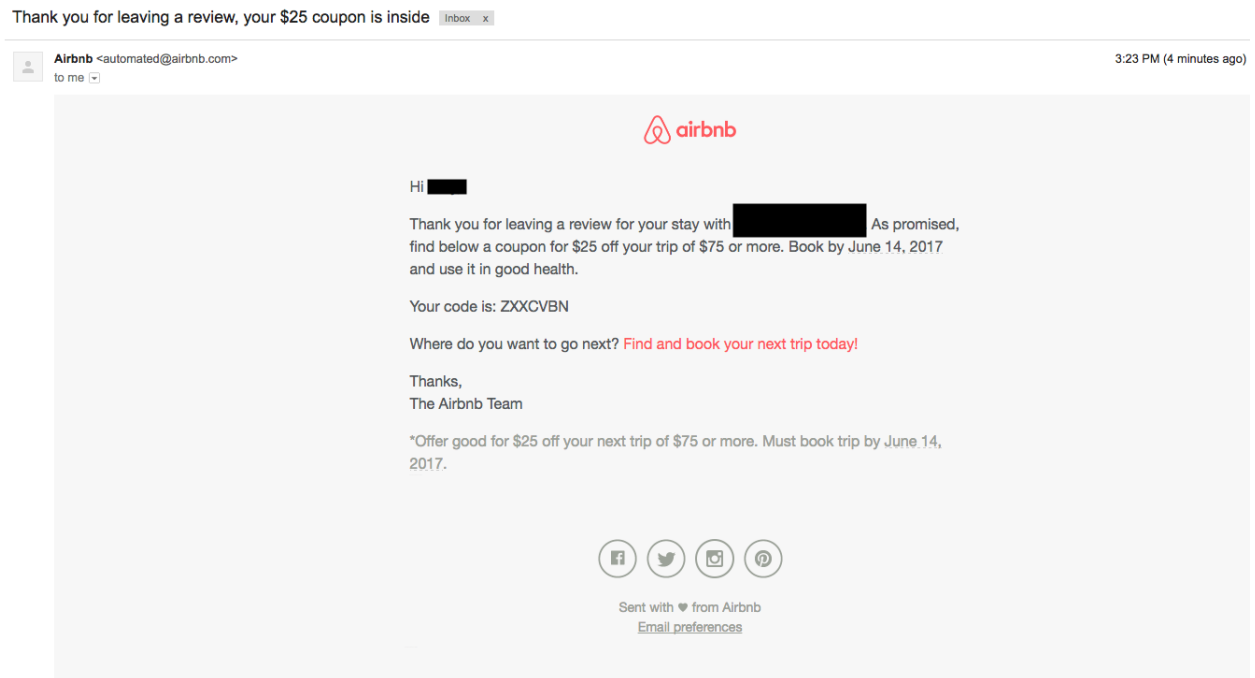 Thank you for leaving a review, your $25 coupon is inside Inbox x
Airbnb <automated@airbnb.com> 3:23 PM (4 minutes ago)
to me
airbnb
Hi
Thank you for leaving a review for your stay with As promised,
find below a coupon for $25 off your trip of $75 or more. Book by June 14, 2017
and use it in good health.
Your code is: ZXXCVBN
Where do you want to go next? Find and book your next trip today!
Thanks,
The Airbnb Team
*Offer good for $25 off your next trip of $75 or more. Must book trip by June 14,
2017.
Sent with ♥ from Airbnb
Email preferences